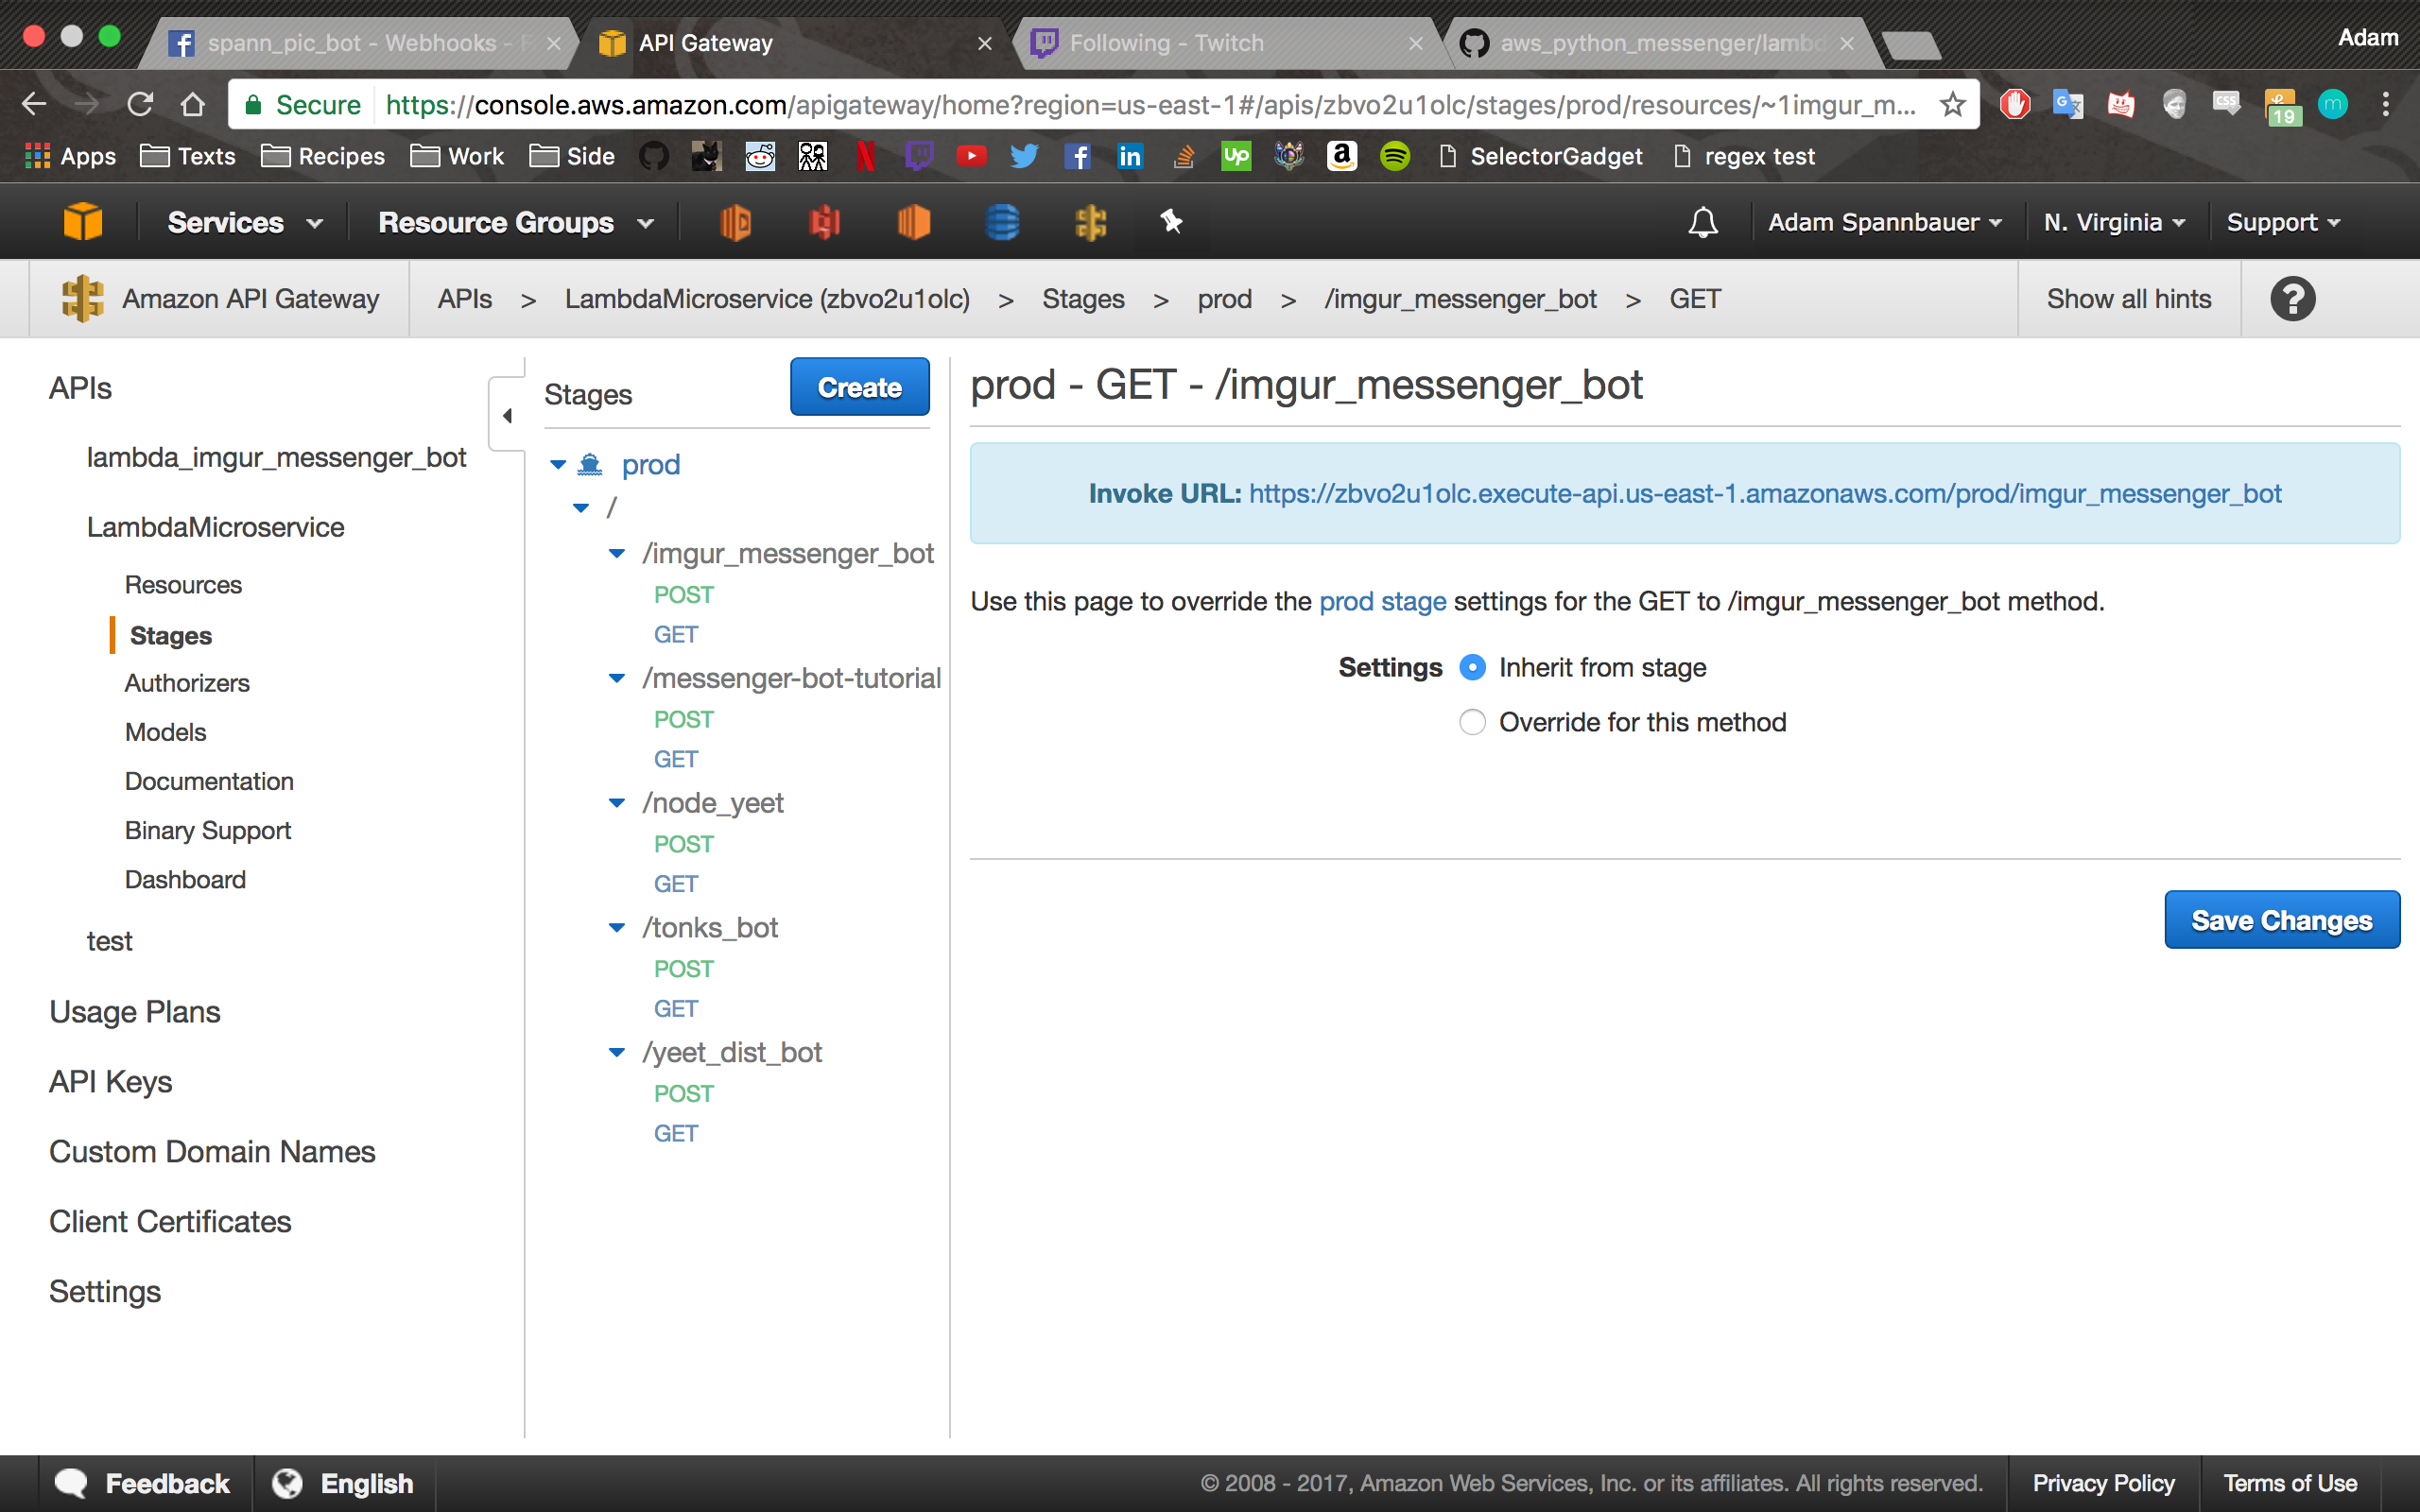 spann_pic_bot - Webhooks - F
API Gateway
Following - Twitch
aws_python_messenger/lambd
Adam
Secure
https://console.aws.amazon.com/apigateway/home?region=us-east-1#/apis/zbvo2u1olc/stages/prod/resources/~1imgur_m...
19
Apps
Texts
Recipes
Work
Side
SelectorGadget
regex test
Services
Resource Groups
Adam Spannbauer
N. Virginia
Support
Amazon API Gateway
APIs > LambdaMicroservice (zbvo2u1olc) > Stages > prod > /imgur_messenger_bot > GET
Show all hints
APIs
lambda_imgur_messenger_bot
LambdaMicroservice
Resources
Stages
Authorizers
Models
Documentation
Binary Support
Dashboard
test
Usage Plans
API Keys
Custom Domain Names
Client Certificates
Settings
Stages
Create
prod
/
/imgur_messenger_bot
POST
GET
/messenger-bot-tutorial
POST
GET
/node_yeet
POST
GET
/tonks_bot
POST
GET
/yeet_dist_bot
POST
GET
prod - GET - /imgur_messenger_bot
Invoke URL: https://zbvo2u1olc.execute-api.us-east-1.amazonaws.com/prod/imgur_messenger_bot
Use this page to override the prod stage settings for the GET to /imgur_messenger_bot method.
Settings
Inherit from stage
Override for this method
Save Changes
Feedback
English
© 2008 - 2017, Amazon Web Services, Inc. or its affiliates. All rights reserved.
Privacy Policy
Terms of Use